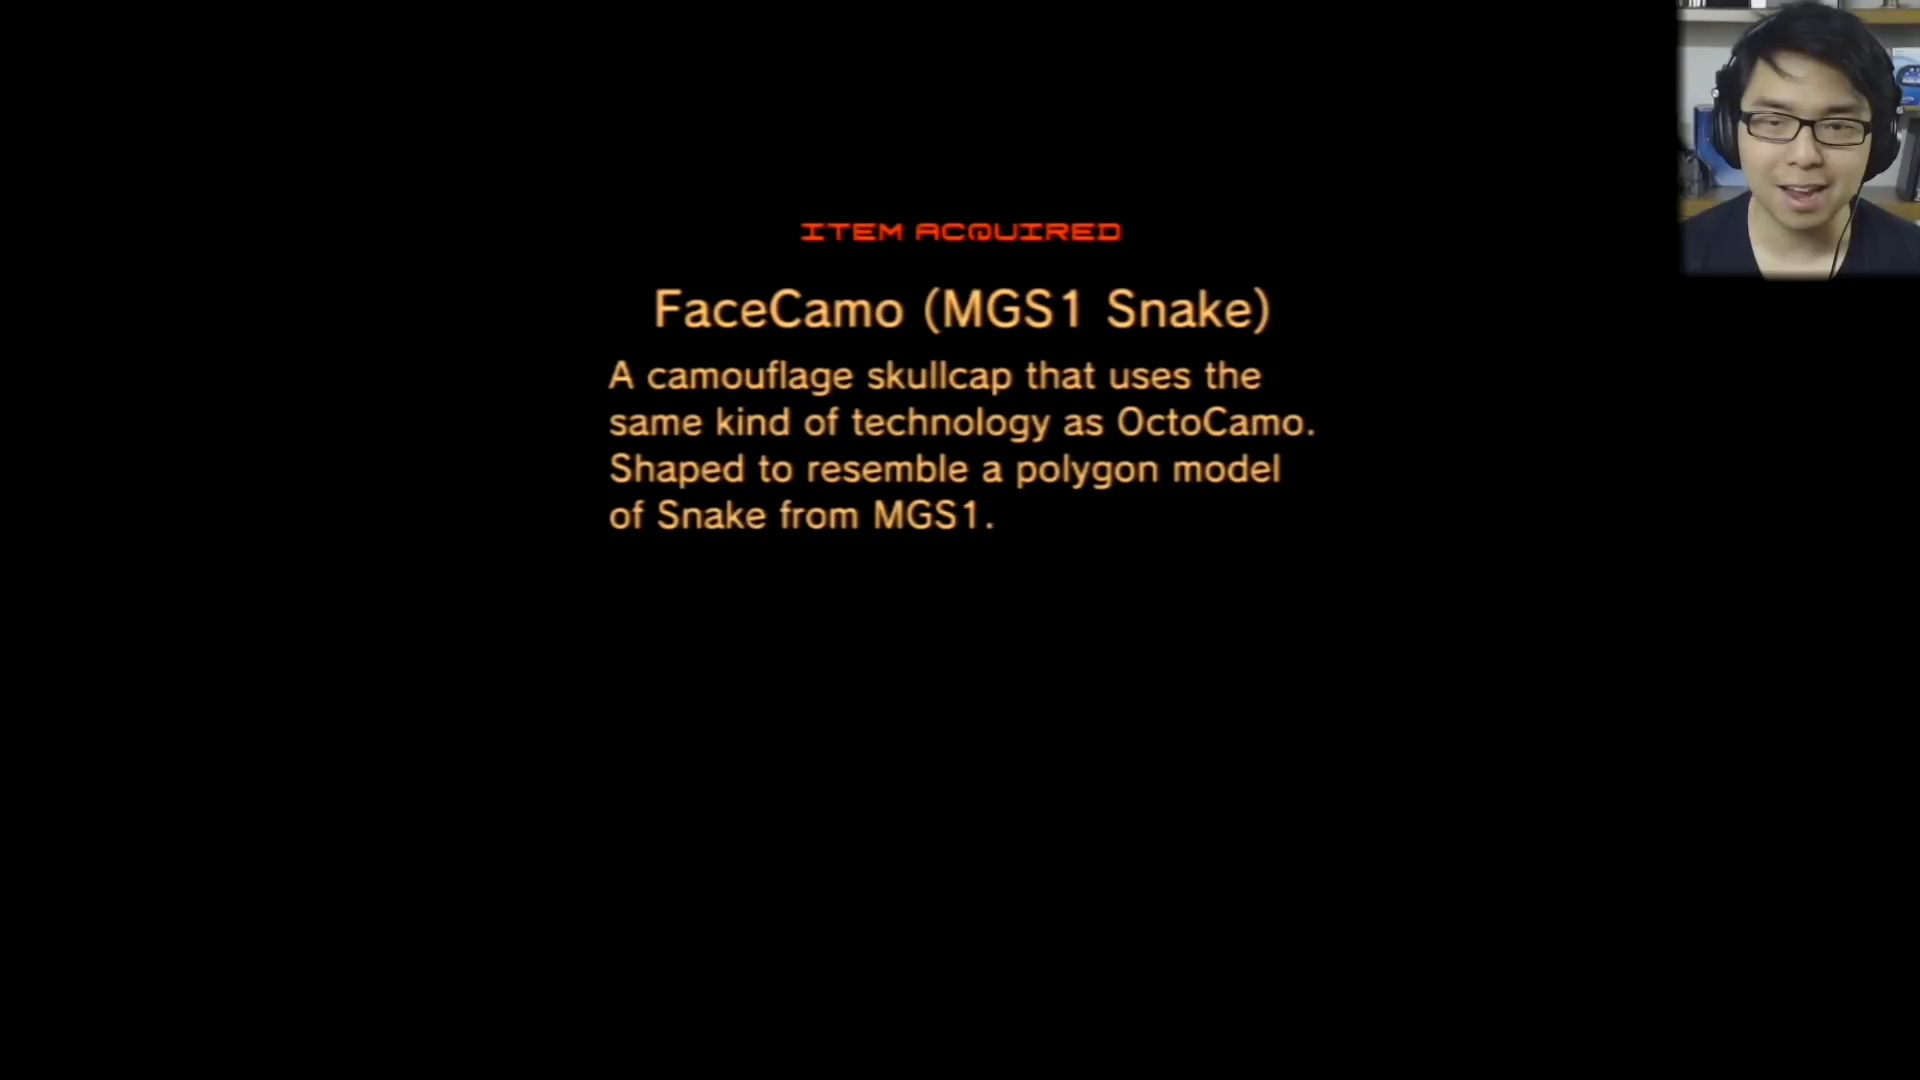 ITEM ACQUIRED
FaceCamo (MGS1 Snake)
A camouflage skullcap that uses the
same kind of technology as OctoCamo.
Shaped to resemble a polygon model
of Snake from MGS1.